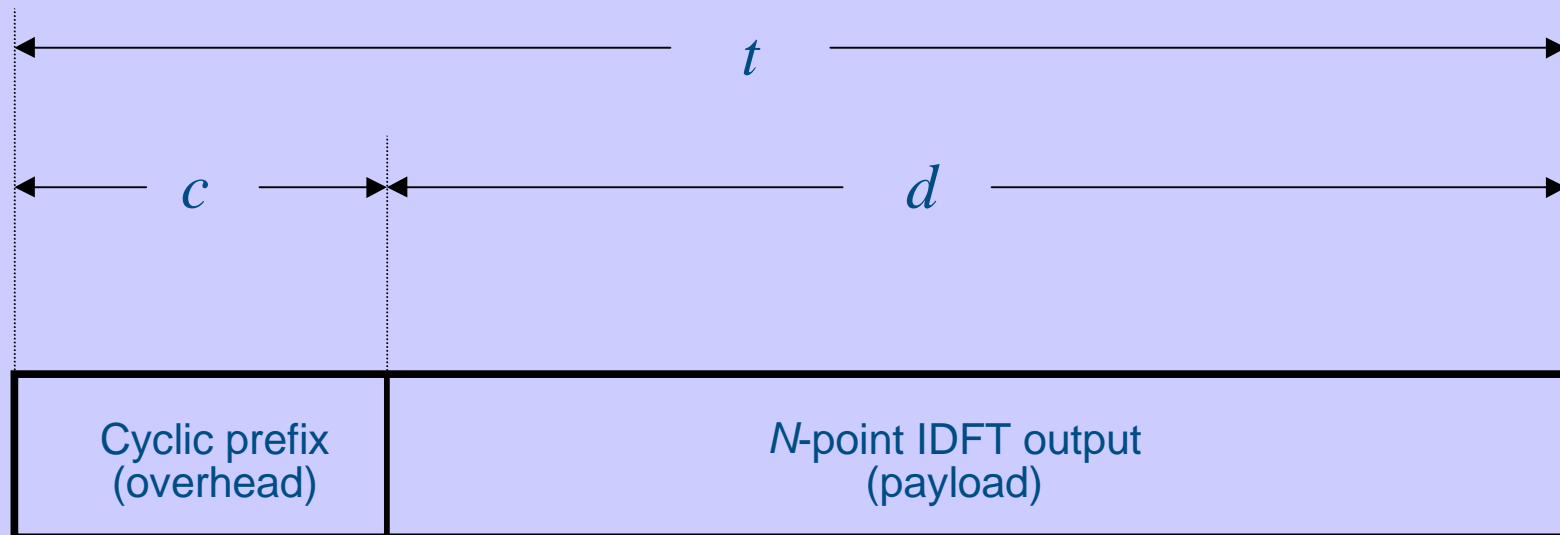 t
c
d
Cyclic prefix
(overhead)
N-point IDFT output
(payload)